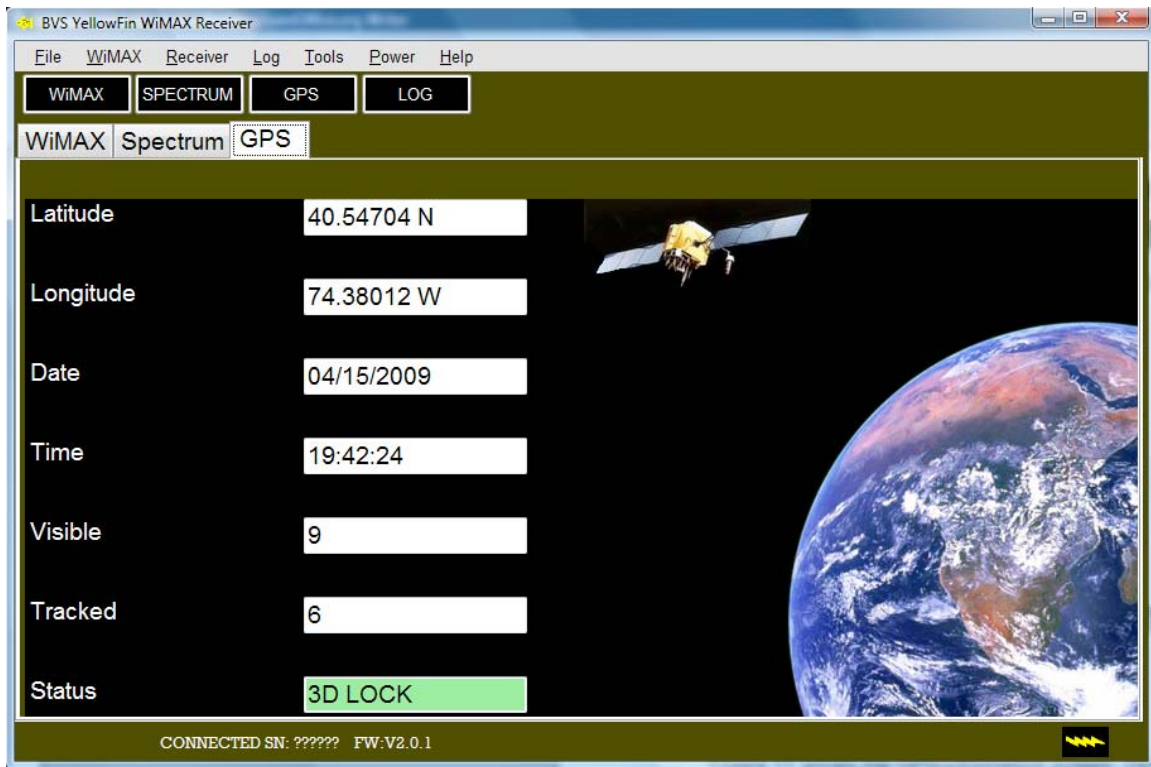 BVS YellowFin WiMAX Receiver
File WiMAX Receiver Log Tools Power Help
WiMAX SPECTRUM GPS LOG
WiMAX Spectrum GPS
Latitude 40.54704 N
Longitude 74.38012 W
Date 04/15/2009
Time 19:42:24
Visible 9
Tracked 6
Status 3D LOCK
CONNECTED SN: ?????? FW:V2.0.1